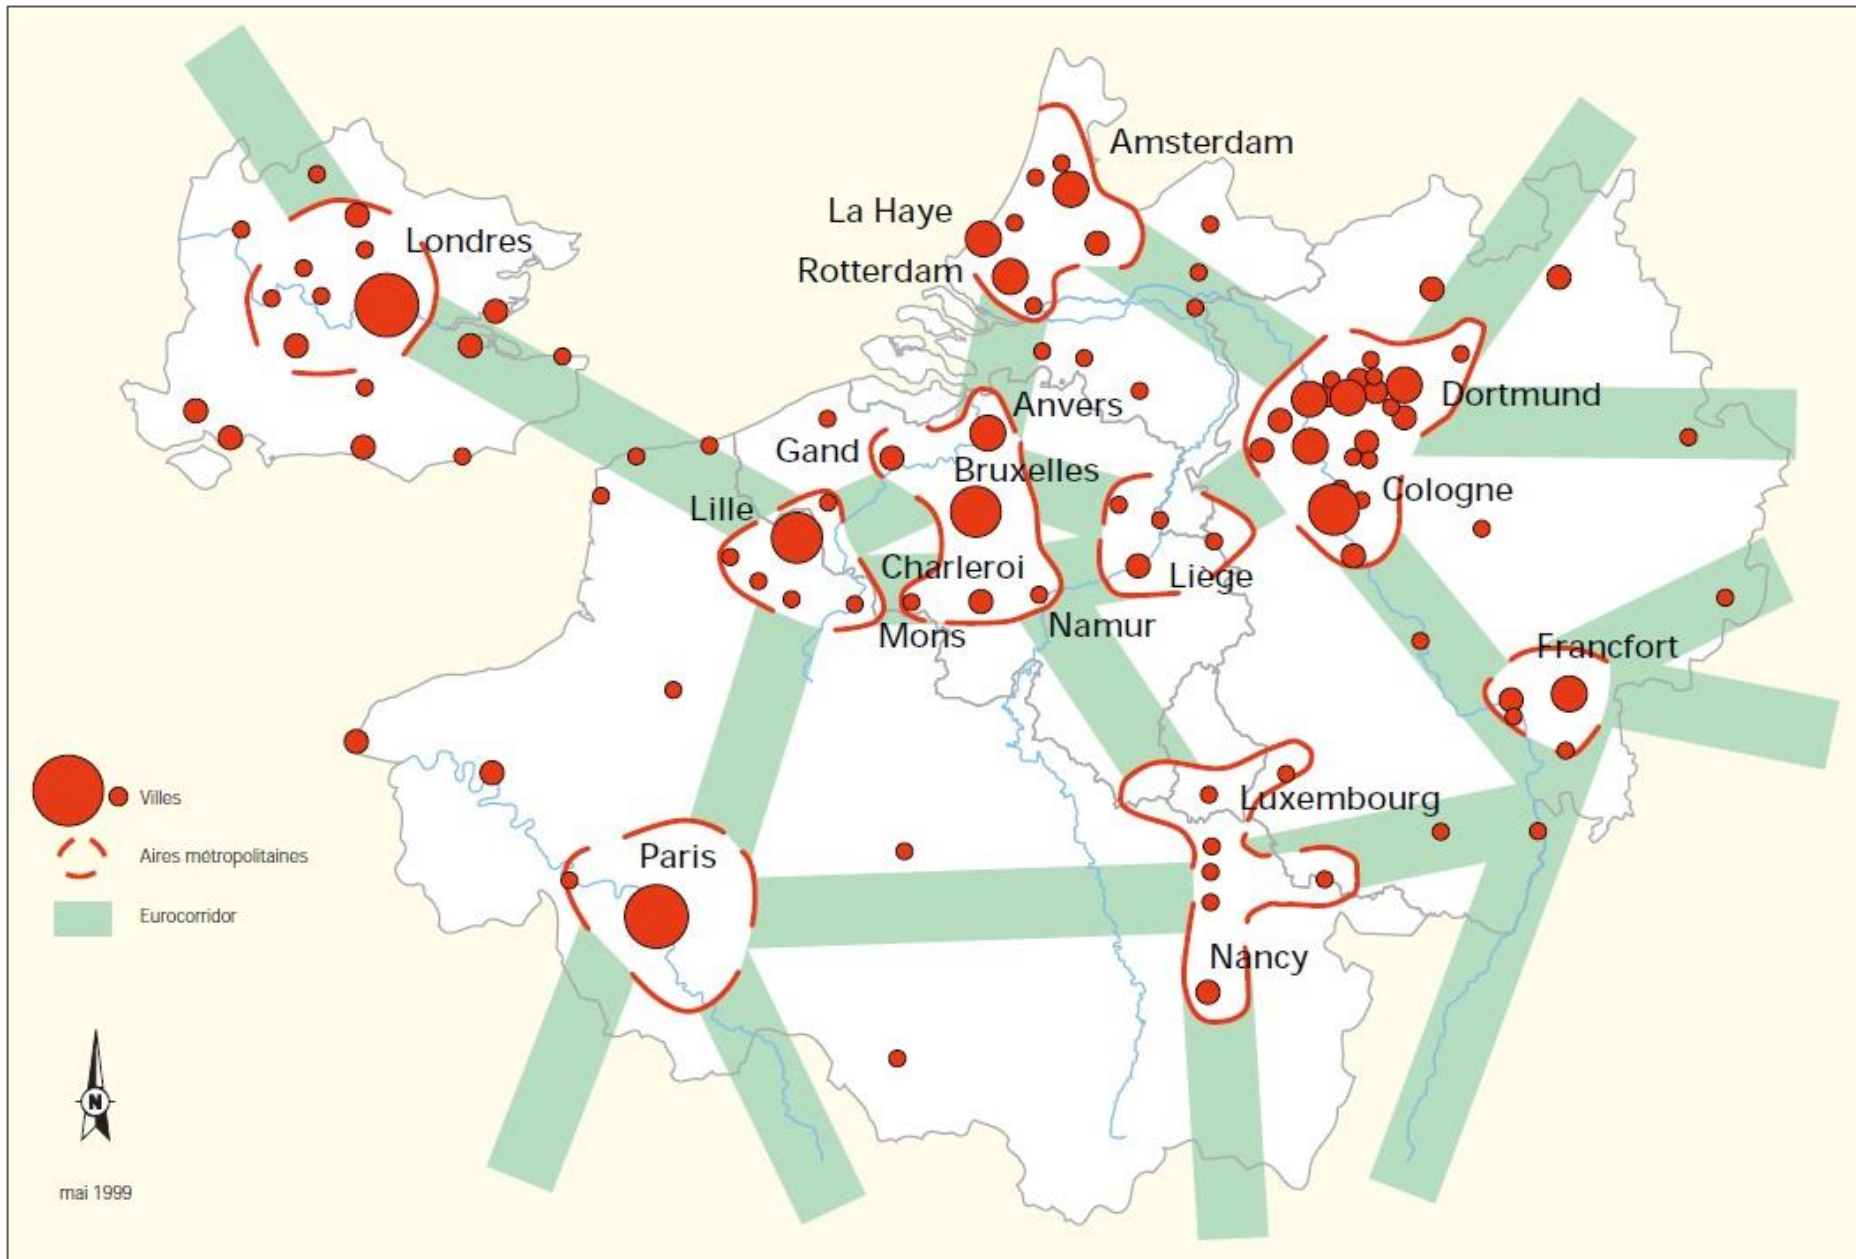 Amsterdam
La Haye
Londres
Rotterdam
Dortmund
Anvers
Gand
Bruxelles
Cologne
Lille
Charleroi
Liège
Mons
Namur
Francfort
Villes
Luxembourg
Aires métropolitaines
Paris
Eurocorridor
Nancy
N
mai 1999